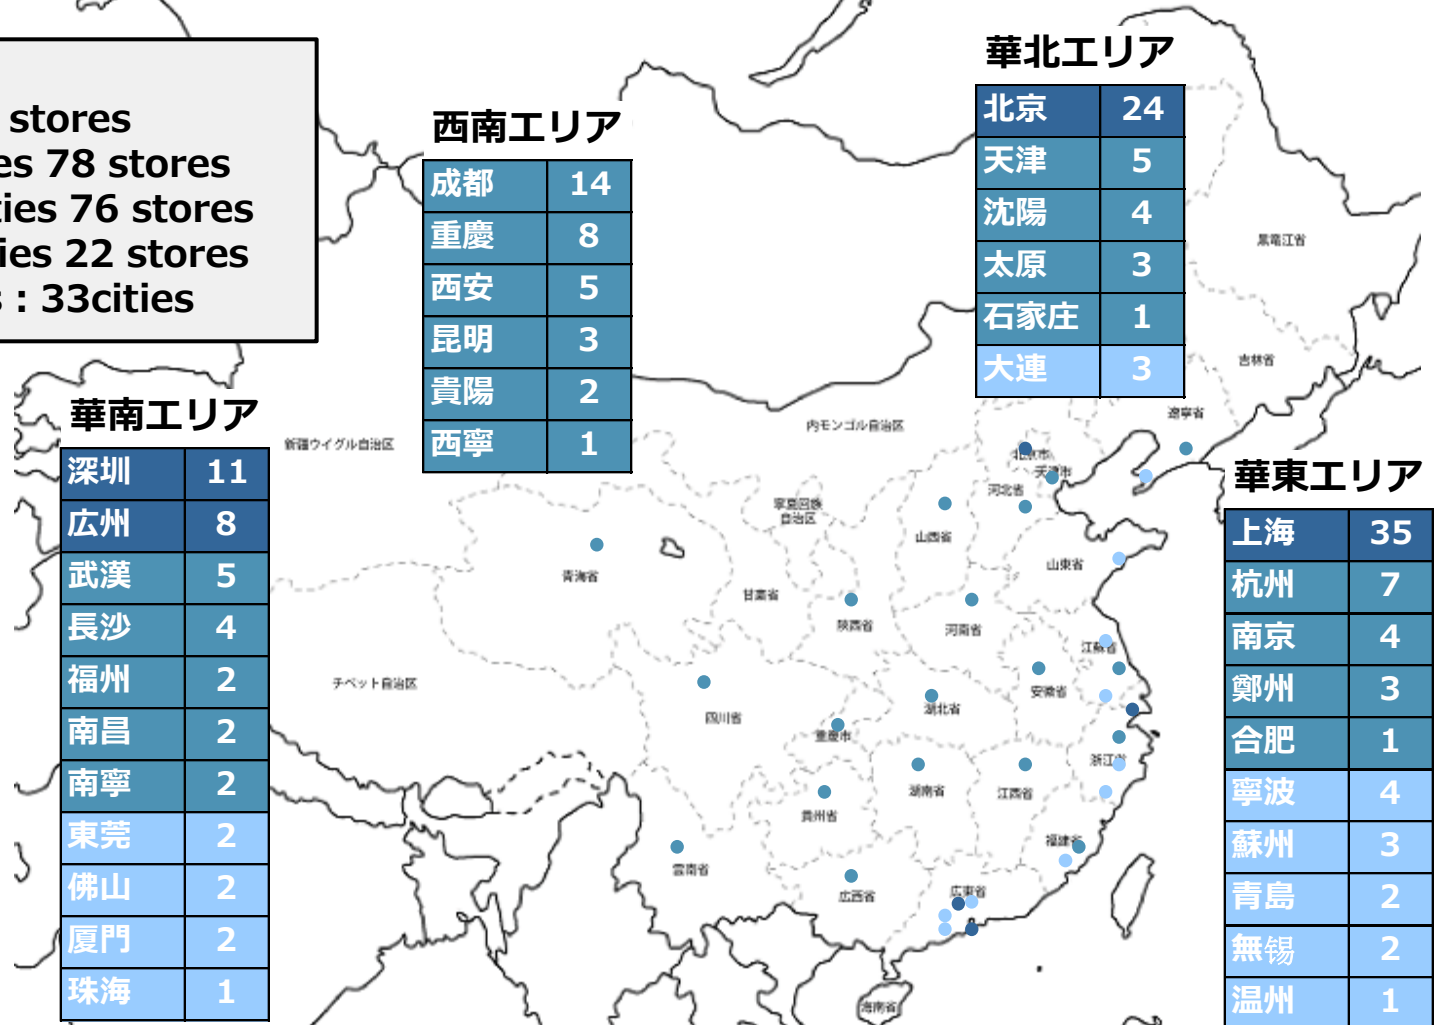 stores
es 78 stores
ties 76 stores
ies 22 stores
s : 33cities
西南エリア
成都 14
重慶 8
西安 5
昆明 3
貴陽 2
西寧 1
華北エリア
北京 24
天津 5
沈陽 4
太原 3
石家庄 1
大連 3
華南エリア
深圳 11
広州 8
武漢 5
長沙 4
福州 2
南昌 2
南寧 2
東莞 2
佛山 2
厦門 2
珠海 1
華東エリア
上海 35
杭州 7
南京 4
鄭州 3
合肥 1
寧波 4
蘇州 3
青島 2
無锡 2
温州 1
黒竜江省
吉林省
遼寧省
内モンゴル自治区
新疆ウイグル自治区
北京市
天津市
河北省
寧夏回族
自治区
山西省
山東省
青海省
甘粛省
陝西省
河南省
江蘇省
チベット自治区
四川省
重慶市
湖北省
安徽省
浙江省
湖南省
江西省
貴州省
福建省
雲南省
広西省
広東省
海南省